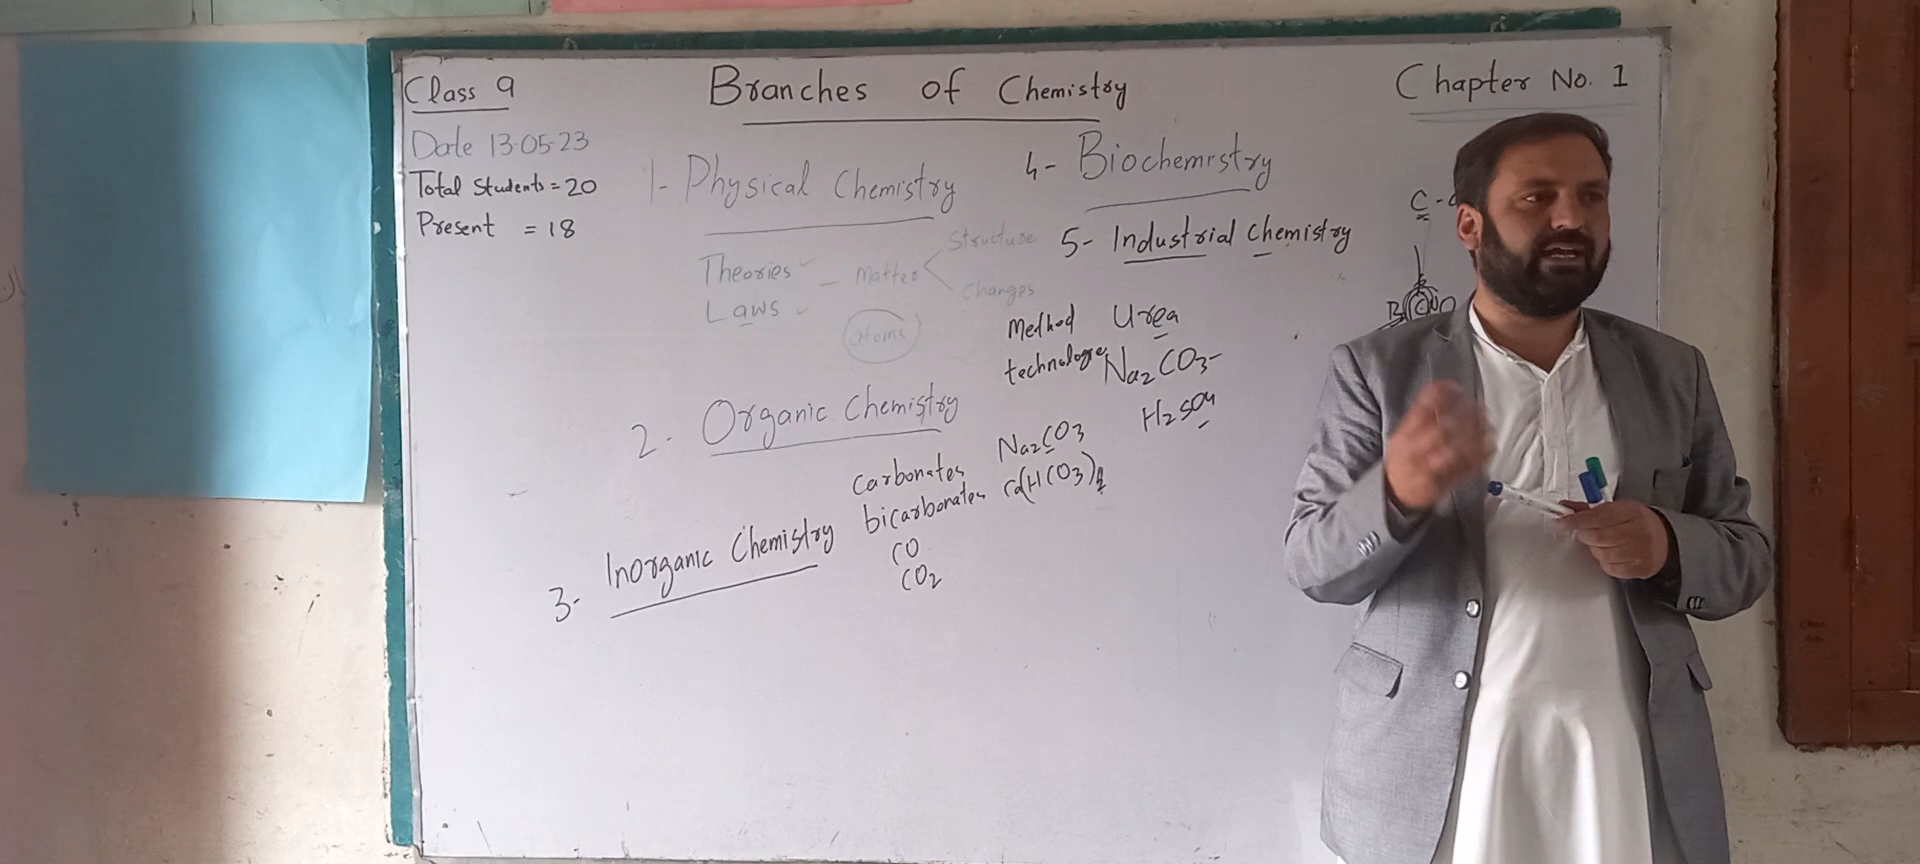 Class 9
Branches of Chemistry
Chapter No. 1
Date 13-05-23
Total Students = 20
Present = 18
1- Physical Chemistry
Theories - Matter
Structure
Changes
Laws
atoms
2- Organic Chemistry
3- Inorganic Chemistry
Carbonates Na2CO3
bicarbonates Ca(HCO3)2
CO
CO2
4- Biochemistry
5- Industrial Chemistry
Method Urea
Na2CO3
H2SO4
C -